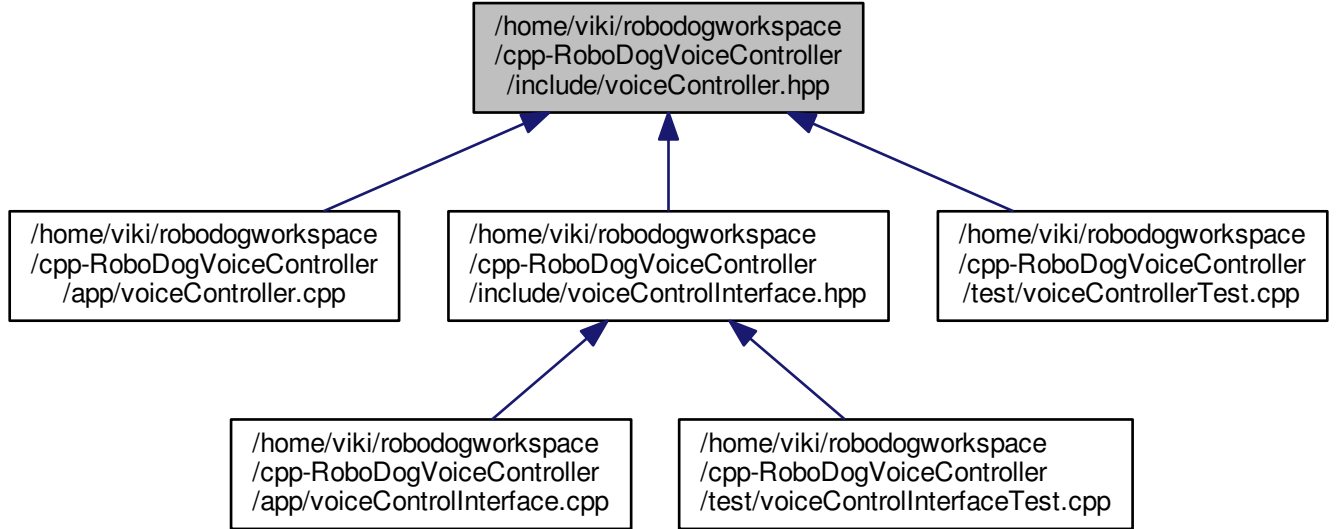 /home/viki/robodogworkspace
/cpp-RoboDogVoiceController
/include/voiceController.hpp
/home/viki/robodogworkspace
/cpp-RoboDogVoiceController
/app/voiceController.cpp
/home/viki/robodogworkspace
/cpp-RoboDogVoiceController
/include/voiceControlInterface.hpp
/home/viki/robodogworkspace
/cpp-RoboDogVoiceController
/test/voiceControllerTest.cpp
/home/viki/robodogworkspace
/cpp-RoboDogVoiceController
/app/voiceControlInterface.cpp
/home/viki/robodogworkspace
/cpp-RoboDogVoiceController
/test/voiceControlInterfaceTest.cpp